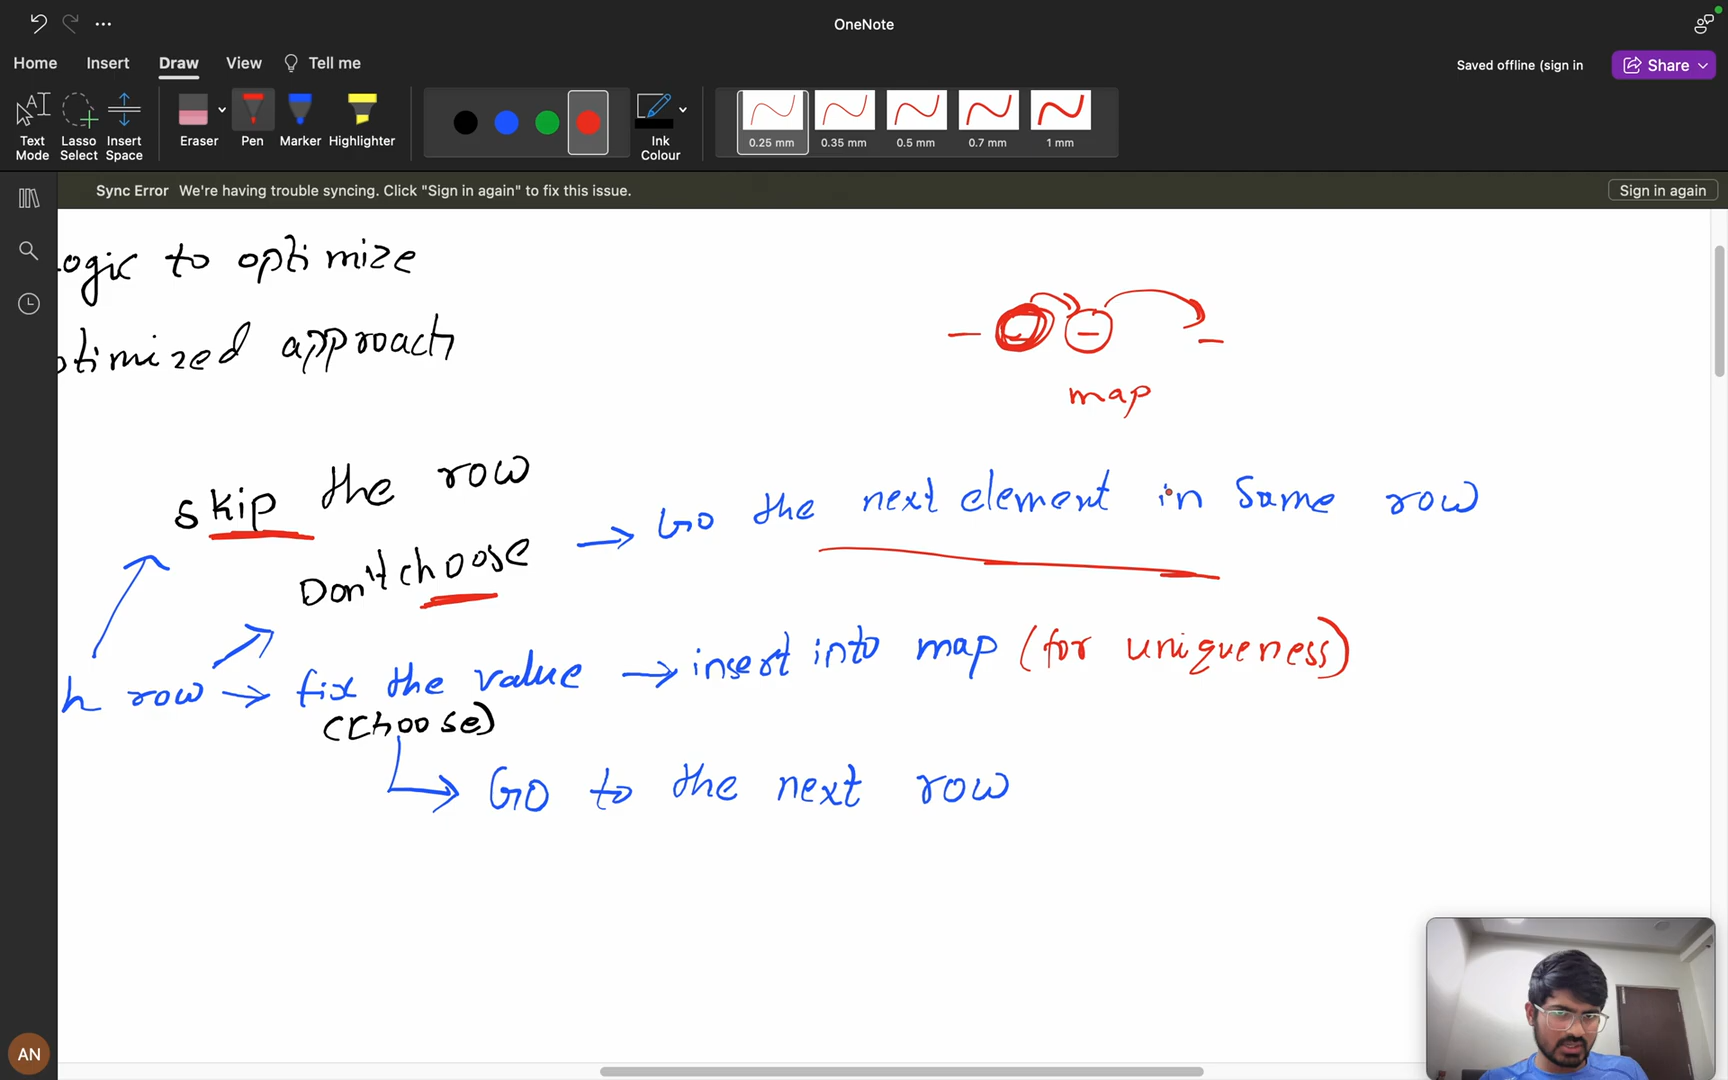 OneNote
Home Insert Draw View Tell me
Saved offline (sign in
Share
Text Mode
Lasso Select
Insert Space
Eraser
Pen
Marker
Highlighter
Ink Colour
0.25 mm
0.35 mm
0.5 mm
0.7 mm
1 mm
Sync Error We're having trouble syncing. Click "Sign in again" to fix this issue.
Sign in again
ogic to optimize
ptimized approach
map
skip the row
Don't choose → Go the next element in same row
h row → fix the value → insert into map (for uniqueness)
(choose)
Go to the next row
AN